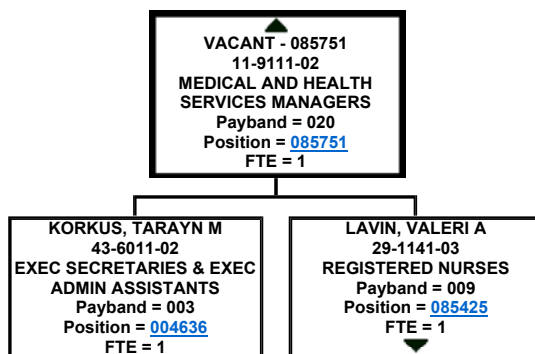 VACANT - 085751
11-9111-02
MEDICAL AND HEALTH
SERVICES MANAGERS
Payband = 020
Position = 085751
FTE = 1
KORKUS, TARAYN M
43-6011-02
EXEC SECRETARIES & EXEC
ADMIN ASSISTANTS
Payband = 003
Position = 004636
FTE = 1
LAVIN, VALERI A
29-1141-03
REGISTERED NURSES
Payband = 009
Position = 085425
FTE = 1